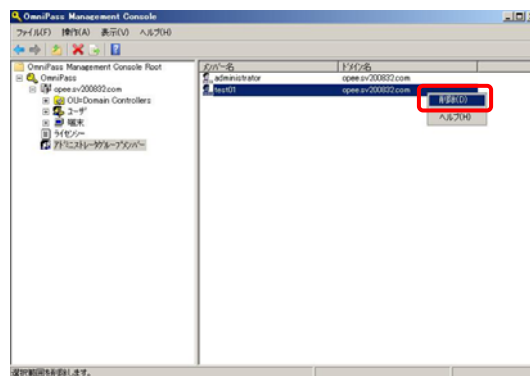 OmniPass Management Console
ファイル(F) 操作(A) 表示(V) ヘルプ(H)
OmniPass Management Console Root
OmniPass
opee.sv200832.com
OU=Domain Controllers
ユーザ
端末
ライセンシー
アドミニストレータグループメンバー
メンバー名 ドメイン名
administrator opee.sv200832.com
test01 opee.sv200832.com
削除(D)
ヘルプ(H)
選択範囲を削除します。